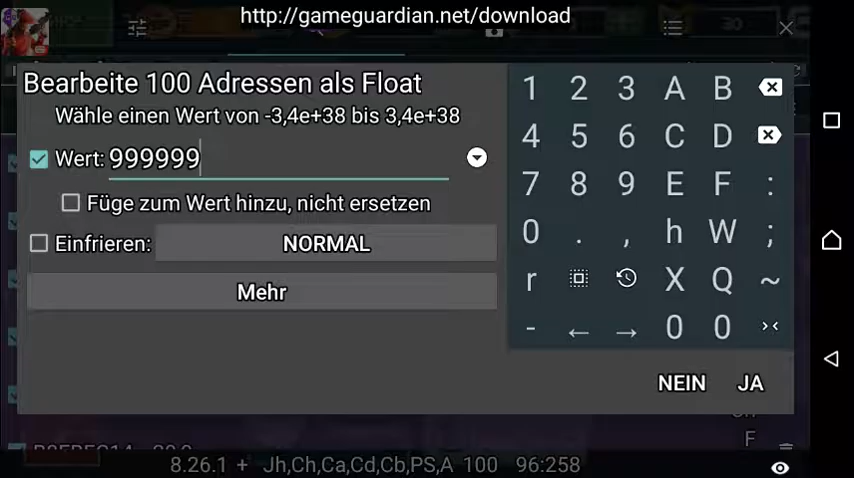 http://gameguardian.net/download
30
Bearbeite 100 Adressen als Float
Wähle einen Wert von -3,4e+38 bis 3,4e+38
Wert: 999999
Füge zum Wert hinzu, nicht ersetzen
Einfrieren: NORMAL
Mehr
1 2 3 A B
4 5 6 C D
7 8 9 E F :
0 . , h W ;
r X Q ~
- ← → 0 0 ><
NEIN JA
F
8.26.1 + Jh,Ch,Ca,Cd,Cb,PS,A 100 96:258